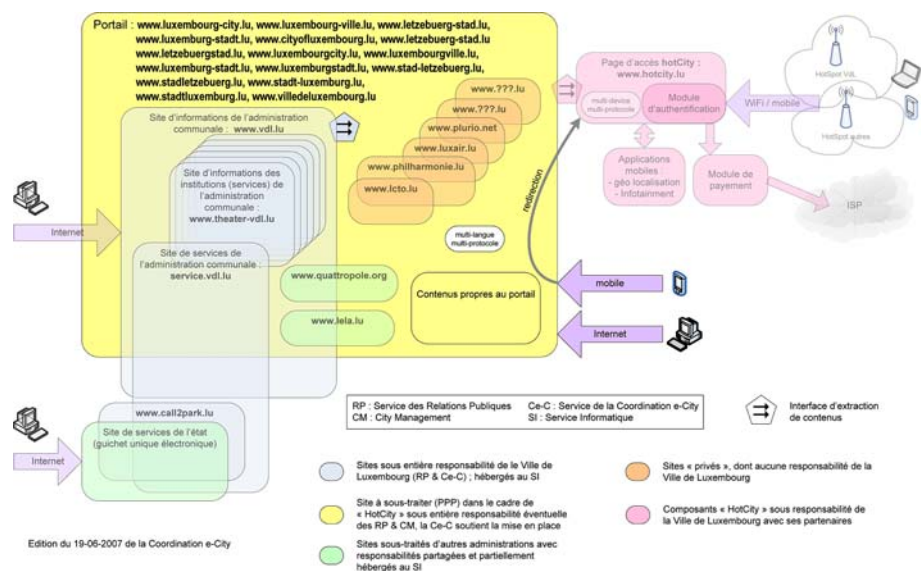 Portail : www.luxembourg-city.lu, www.luxembourg-ville.lu, www.letzebuerg-stad.lu,
www.luxemburg-stadt.lu, www.cityofluxembourg.lu, www.letzebuerg-stad.lu
www.letzebuergstad.lu, www.luxembourgcity.lu, www.luxembourgville.lu,
www.luxemburg-stadt.lu, www.luxemburgstadt.lu, www.stad-letzebuerg.lu,
www.stadletzebuerg.lu, www.stadt-luxemburg.lu,
www.stadtluxemburg.lu, www.villedeluxembourg.lu
Site d'informations de l'administration
communale : www.vdl.lu
Site d'informations des
institutions (services) de
l'administration
communale :
www.theater-vdl.lu
Site de services de
l'administration communale :
service.vdl.lu
www.???.lu
www.???.lu
www.plurio.net
www.luxair.lu
www.philharmonie.lu
www.lcto.lu
multi-langue
multi-protocole
www.quattropole.org
www.lela.lu
Contenus propres au portail
redirection
Page d'accès hotCity :
www.hotcity.lu
multi-device
multi-protocole
Module
d'authentification
Applications
mobiles :
- géo localisation
- Infotainment
Module de
payement
WiFi / mobile
HotSpot VdL
HotSpot autres
ISP
Internet
mobile
Internet
Internet
www.call2park.lu
Site de services de l'état
(guichet unique électronique)
RP : Service des Relations Publiques
Ce-C : Service de la Coordination e-City
CM : City Management
SI : Service Informatique
Interface d'extraction
de contenus
Sites sous entière responsabilité de le Ville de
Luxembourg (RP & Ce-C) ; hébergés au SI
Site à sous-traiter (PPP) dans le cadre de
« HotCity » sous entière responsabilité éventuelle
des RP & CM, la Ce-C soutient la mise en place
Sites sous-traités d'autres administrations avec
responsabilités partagées et partiellement
hébergés au SI
Sites « privés », dont aucune responsabilité de la
Ville de Luxembourg
Composants « HotCity » sous responsabilité de
la Ville de Luxembourg avec ses partenaires
Edition du 19-06-2007 de la Coordination e-City